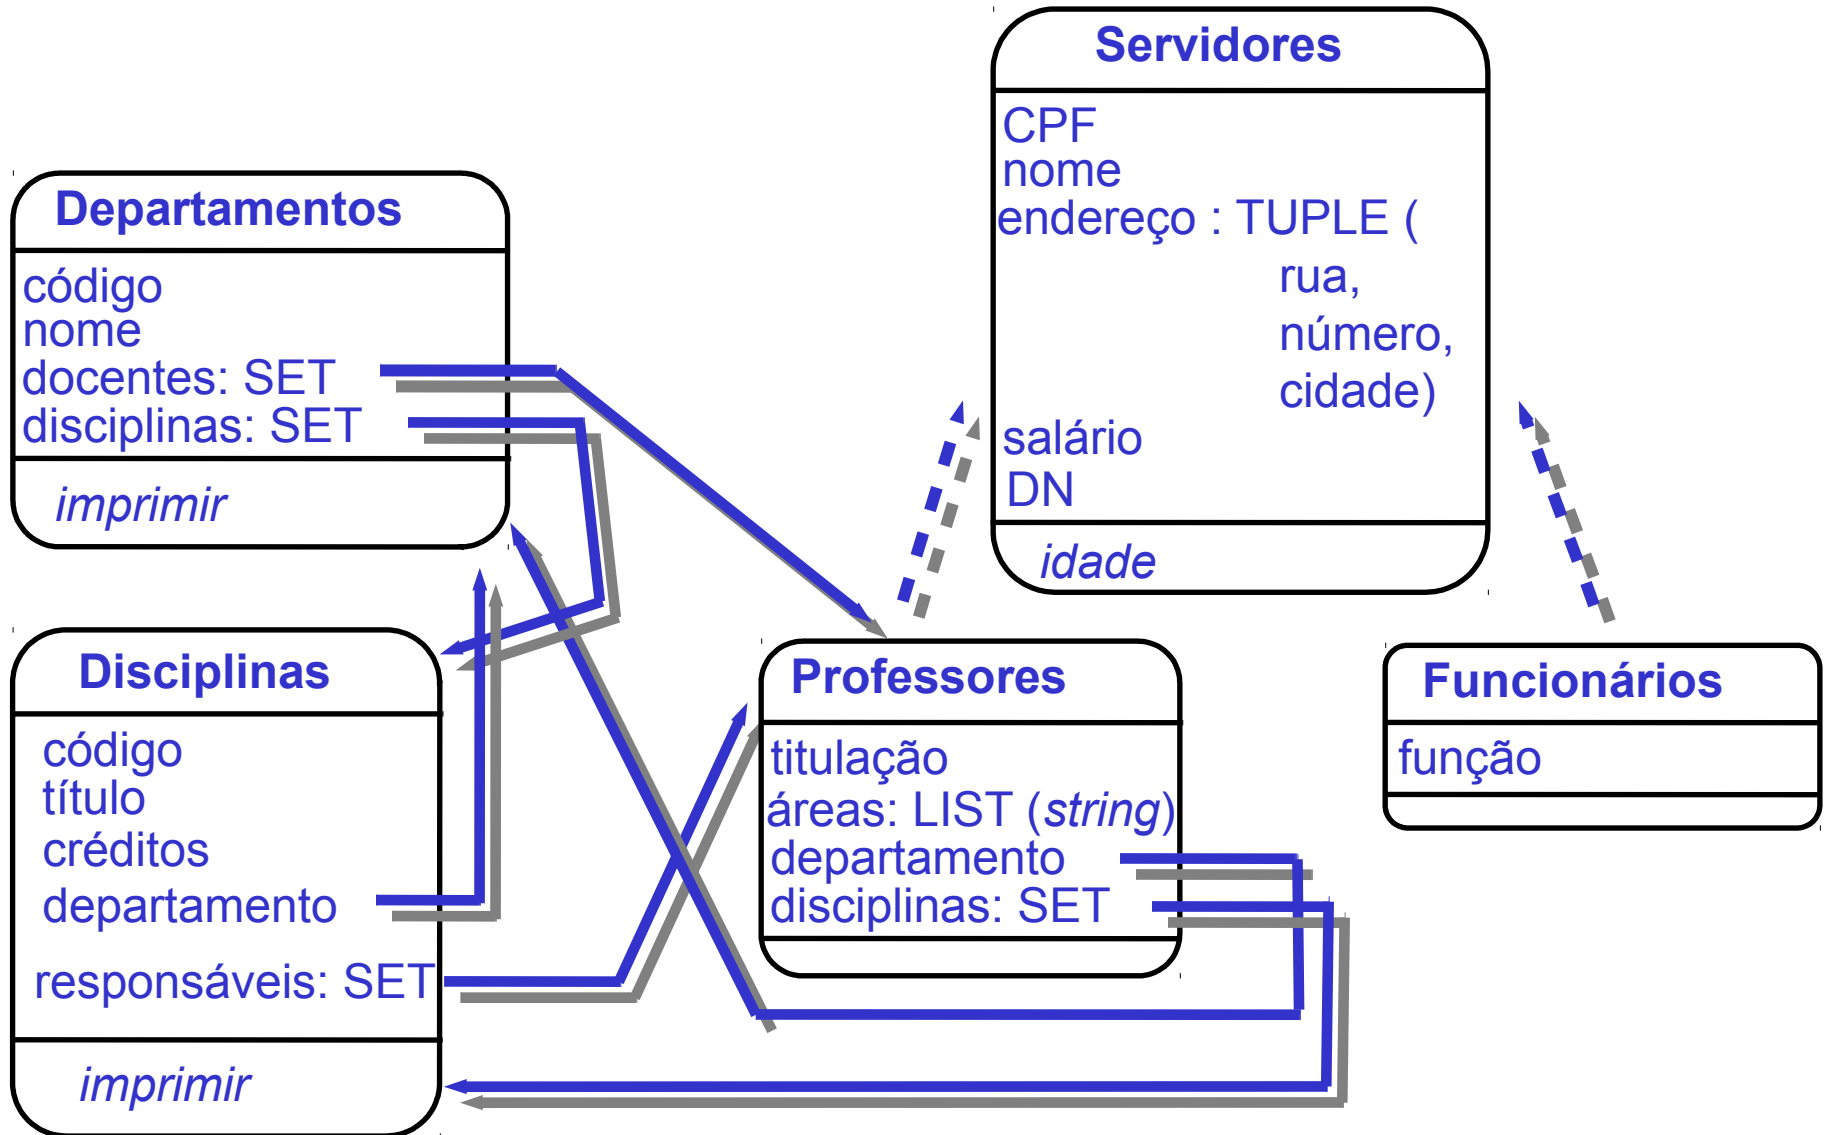 Servidores
CPF
nome
endereço : TUPLE (
rua,
número,
cidade)
salário
DN
idade
Departamentos
código
nome
docentes: SET
disciplinas: SET
imprimir
Disciplinas
código
título
créditos
departamento
responsáveis: SET
imprimir
Professores
titulação
áreas: LIST (string)
departamento
disciplinas: SET
Funcionários
função